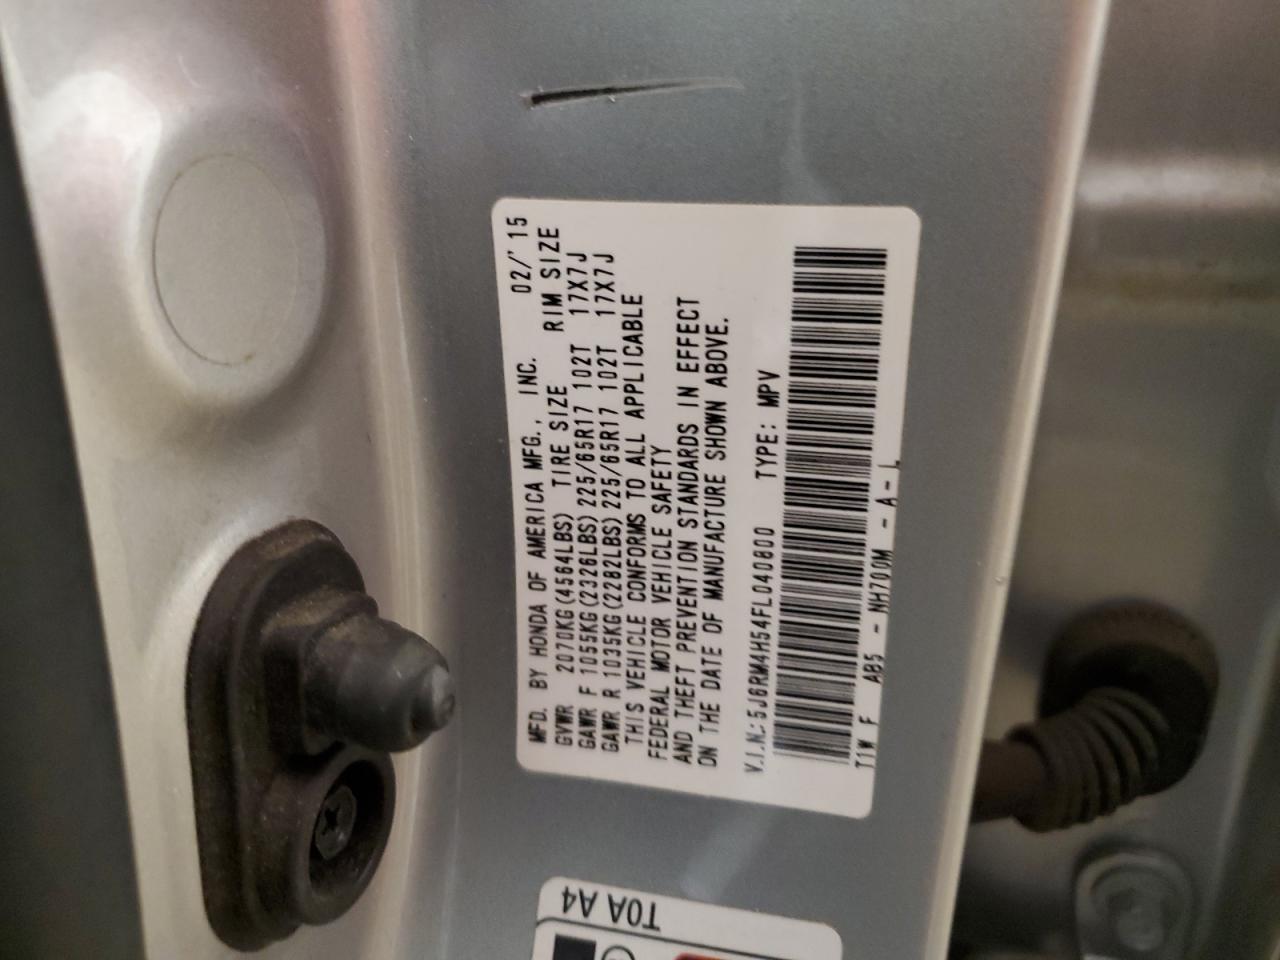 MFD. BY HONDA OF AMERICA MFG., INC. 02/'15
GVWR 2070KG(4564LBS) TIRE SIZE RIM SIZE
GAWR F 1055KG(2326LBS) 225/65R17 102T 17X7J
GAWR R 1035KG(2282LBS) 225/65R17 102T 17X7J
THIS VEHICLE CONFORMS TO ALL APPLICABLE
FEDERAL MOTOR VEHICLE SAFETY
AND THEFT PREVENTION STANDARDS IN EFFECT
ON THE DATE OF MANUFACTURE SHOWN ABOVE.
V.I.N.: 5J6RM4H54FL040800 TYPE: MPV
T1W F AB5 - NH700M - A - L
T0A A4